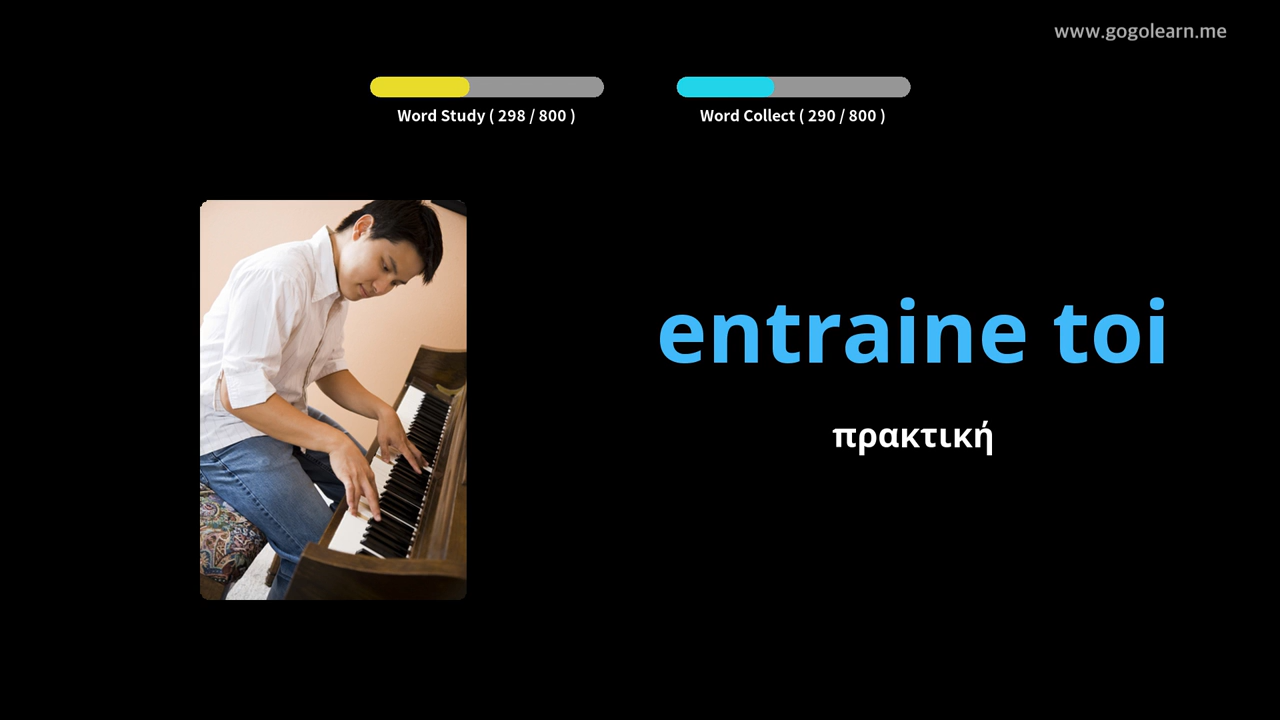 www.gogolearn.me
Word Study ( 298 / 800 )
Word Collect ( 290 / 800 )
entraine toi
πρακτική